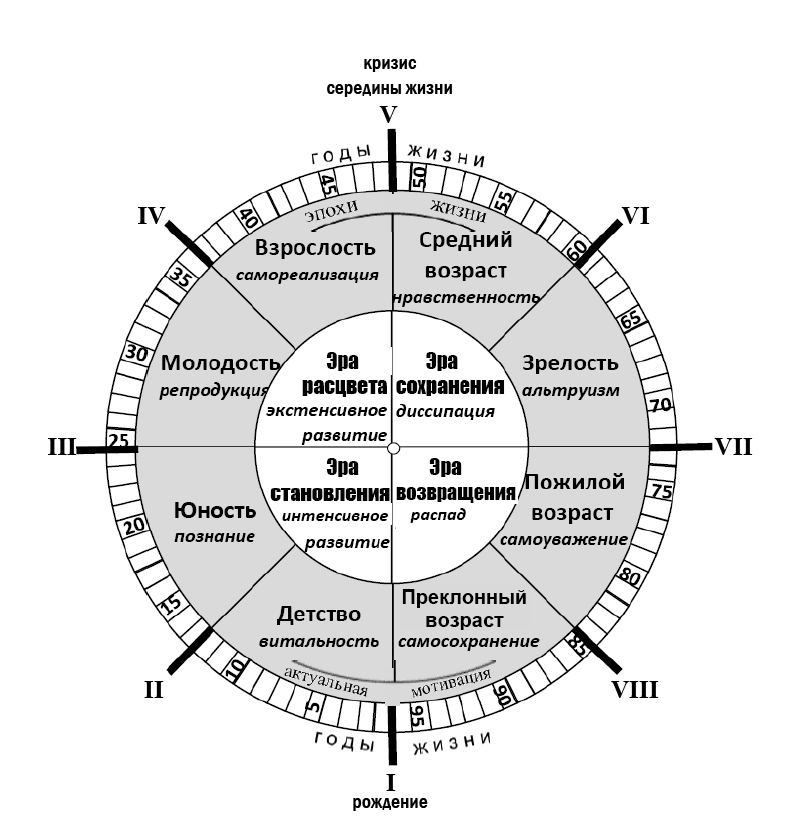 кризис
середины жизни
V
ГОДЫ ЖИЗНИ
45
50
40
55
ЭПОХИ ЖИЗНИ
IV
VI
35
60
Взрослость
самореализация
Средний
возраст
нравственность
30
65
Молодость
репродукция
Эра
расцвета
экстенсивное
развитие
Эра
сохранения
диссипация
Зрелость
альтруизм
70
III
25
VII
75
Юность
познание
Эра
становления
интенсивное
развитие
Эра
возвращения
распад
Пожилой
возраст
самоуважение
20
80
15
85
Детство
витальность
Преклонный
возраст
самосохранение
10
90
актуальная мотивация
II
VIII
5
95
ГОДЫ ЖИЗНИ
I
рождение